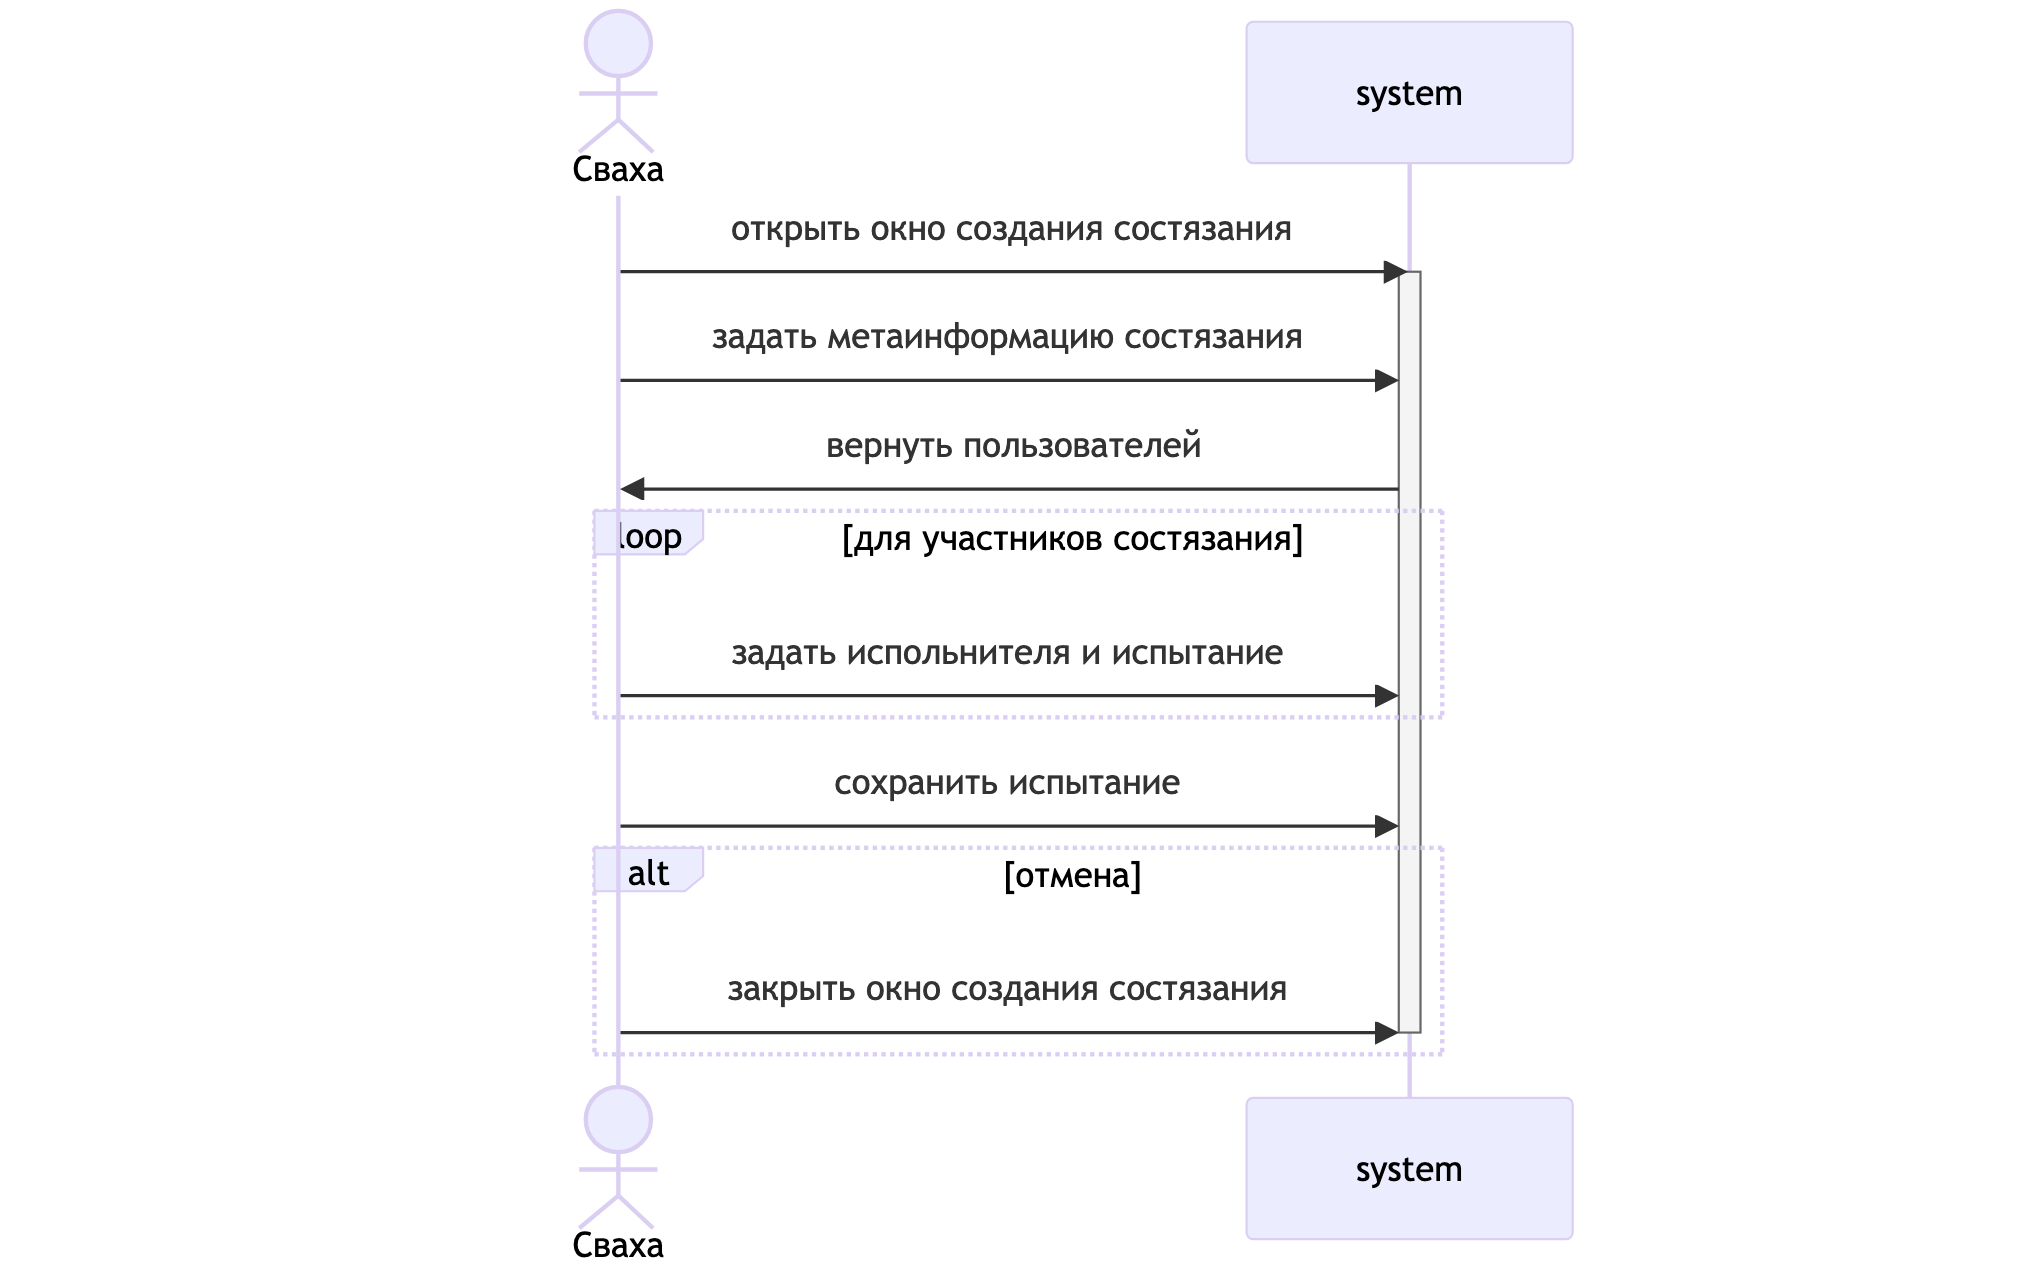 Сваха
system
открыть окно создания состязания
задать метаинформацию состязания
вернуть пользователей
loop
[для участников состязания]
задать испольнителя и испытание
сохранить испытание
alt
[отмена]
закрыть окно создания состязания
Сваха
system